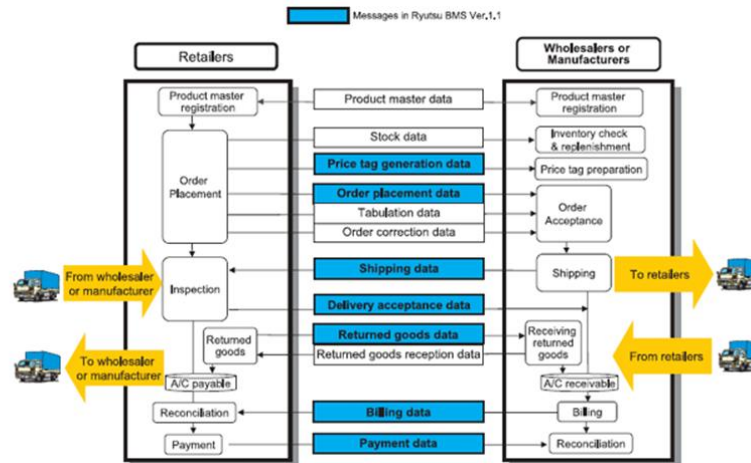 Messages in Ryutsu BMS Ver.1.1
Retailers
Wholesalers or
Manufacturers
Product master
registration
Product master data
Product master
registration
Stock data
Inventory check
& replenishment
Price tag generation data
Price tag preparation
Order
Placement
Order placement data
Tabulation data
Order correction data
Order
Acceptance
From wholesaler
or manufacturer
Inspection
Shipping data
Shipping
To retailers
Delivery acceptance data
To wholesaler
or manufacturer
Returned
goods
Returned goods data
Returned goods reception data
Receiving
returned
goods
From retailers
A/C payable
A/C receivable
Reconciliation
Billing data
Billing
Payment
Payment data
Reconciliation